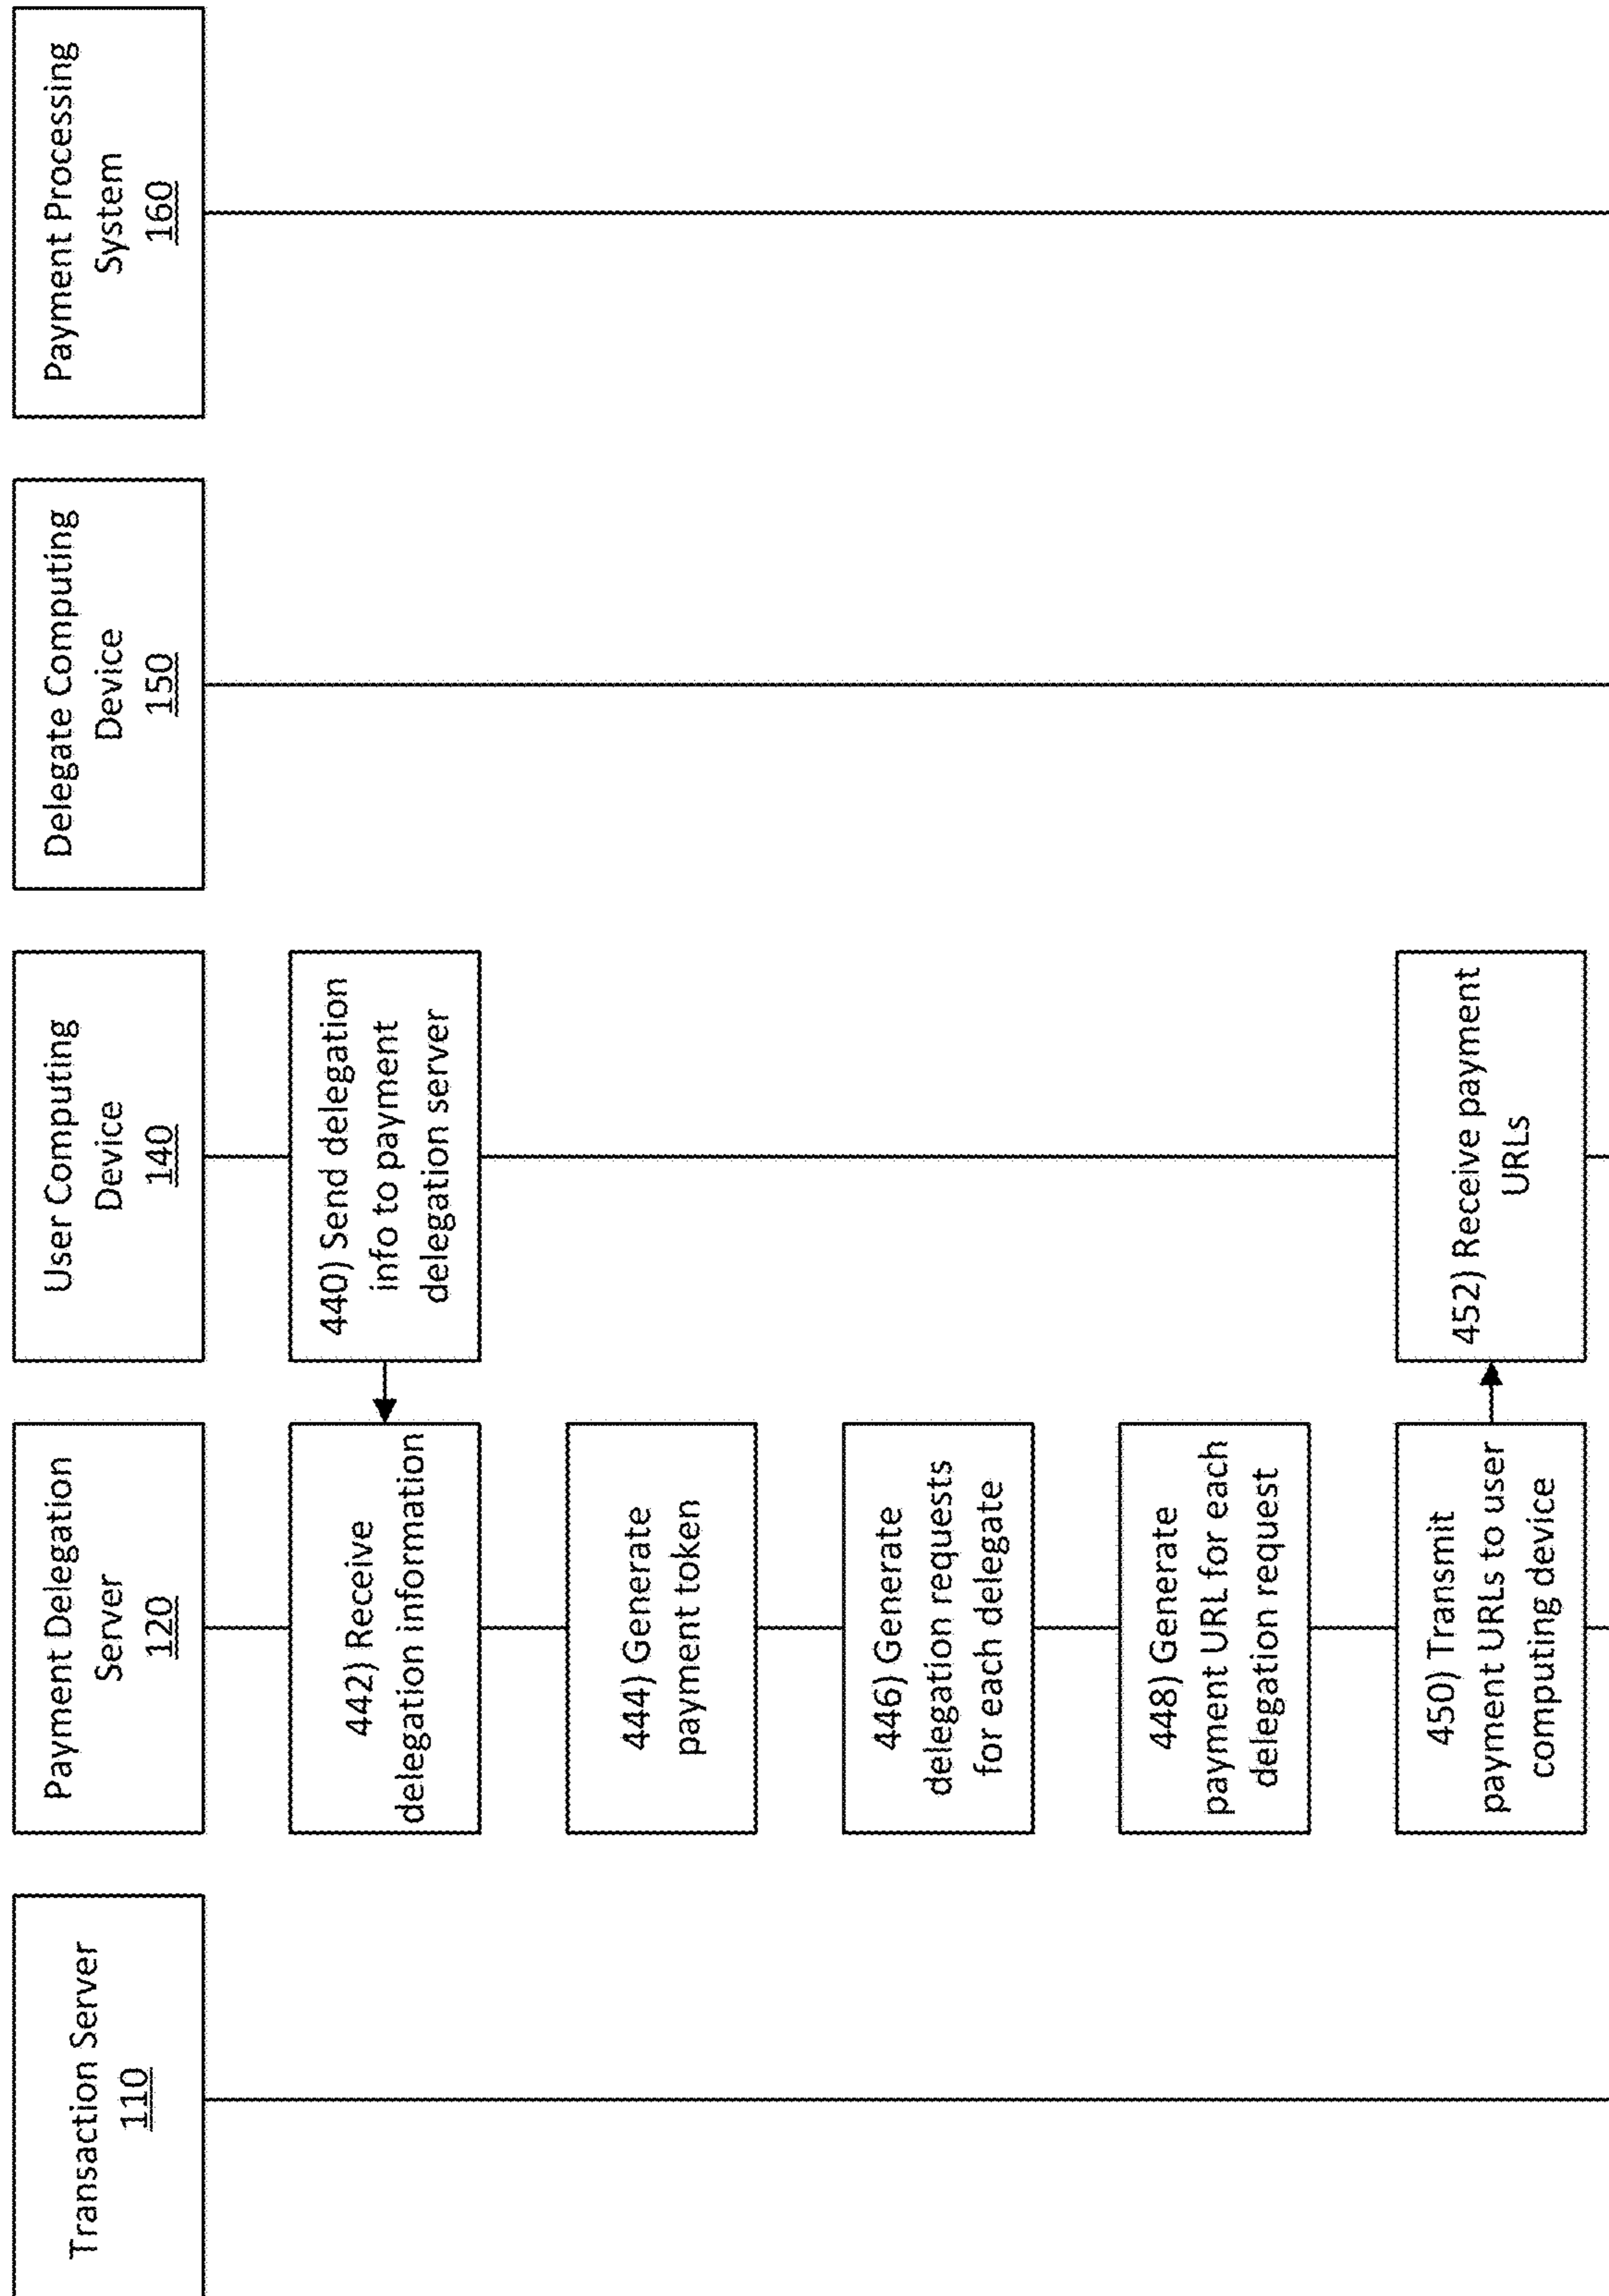 Transaction Server
110
Payment Delegation
Server
120
User Computing
Device
140
Delegate Computing
Device
150
Payment Processing
System
160
440) Send delegation
info to payment
delegation server
442) Receive
delegation information
444) Generate
payment token
446) Generate
delegation requests
for each delegate
448) Generate
payment URL for each
delegation request
450) Transmit
payment URLs to user
computing device
452) Receive payment
URLs